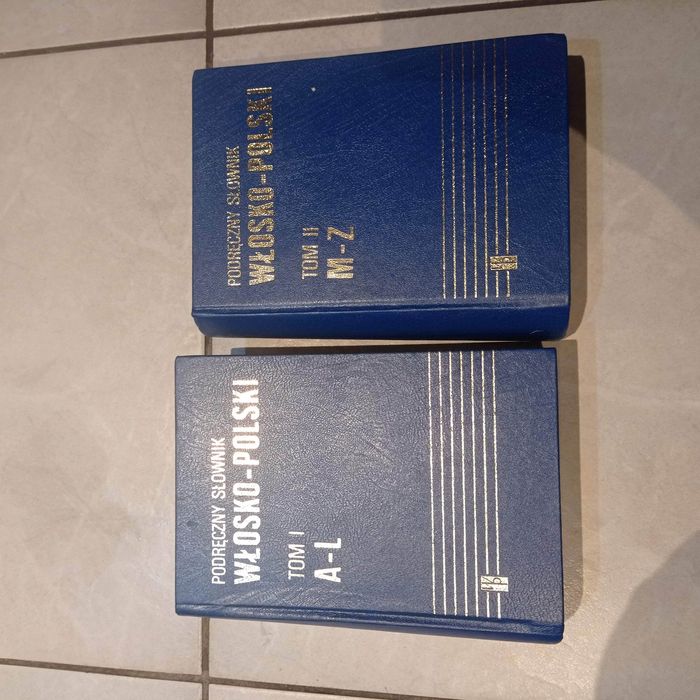 PODRĘCZNY SŁOWNIK
WŁOSKO-POLSKI
TOM I
A-L
PODRĘCZNY SŁOWNIK
WŁOSKO-POLSKI
TOM II
M-Z